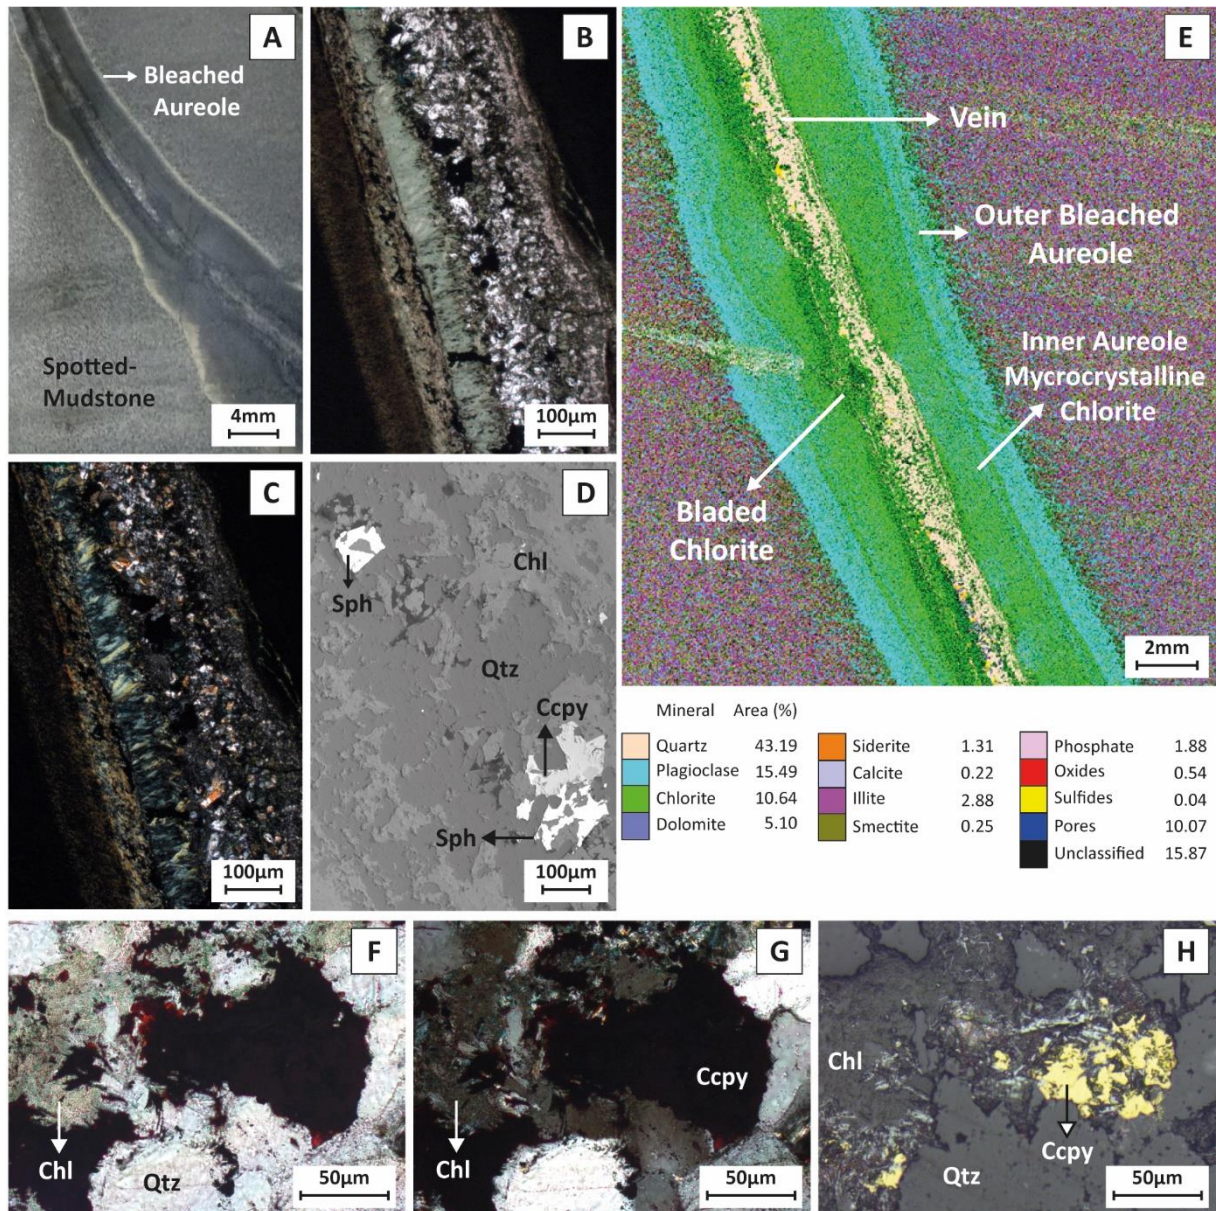 A
Bleached
Aureole
Spotted-
Mudstone
4mm
B
100μm
C
100μm
D
Chl
Sph
Qtz
Ccpy
Sph
100μm
E
Vein
Outer Bleached
Aureole
Inner Aureole
Mycrocrystalline
Chlorite
Bladed
Chlorite
2mm
Mineral Area (%)
Quartz 43.19
Plagioclase 15.49
Chlorite 10.64
Dolomite 5.10
Siderite 1.31
Calcite 0.22
Illite 2.88
Smectite 0.25
Phosphate 1.88
Oxides 0.54
Sulfides 0.04
Pores 10.07
Unclassified 15.87
F
Chl
Qtz
50μm
G
Ccpy
Chl
50μm
H
Chl
Ccpy
Qtz
50μm